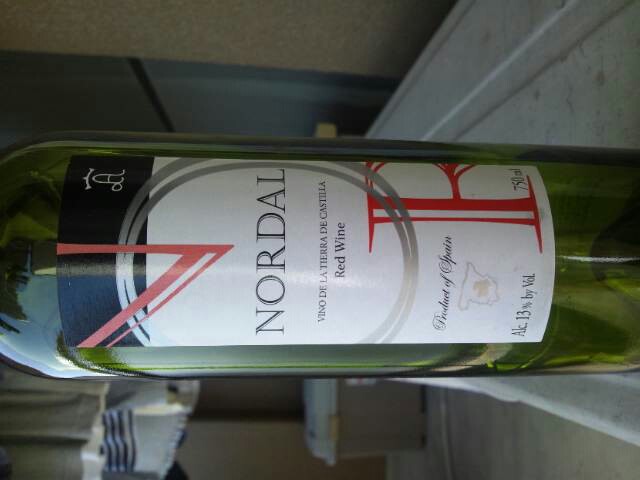 NORDAL
VINO DE LA TIERRA DE CASTILLA
Red Wine
Product of Spain
Alc. 13% by Vol.
750 ml